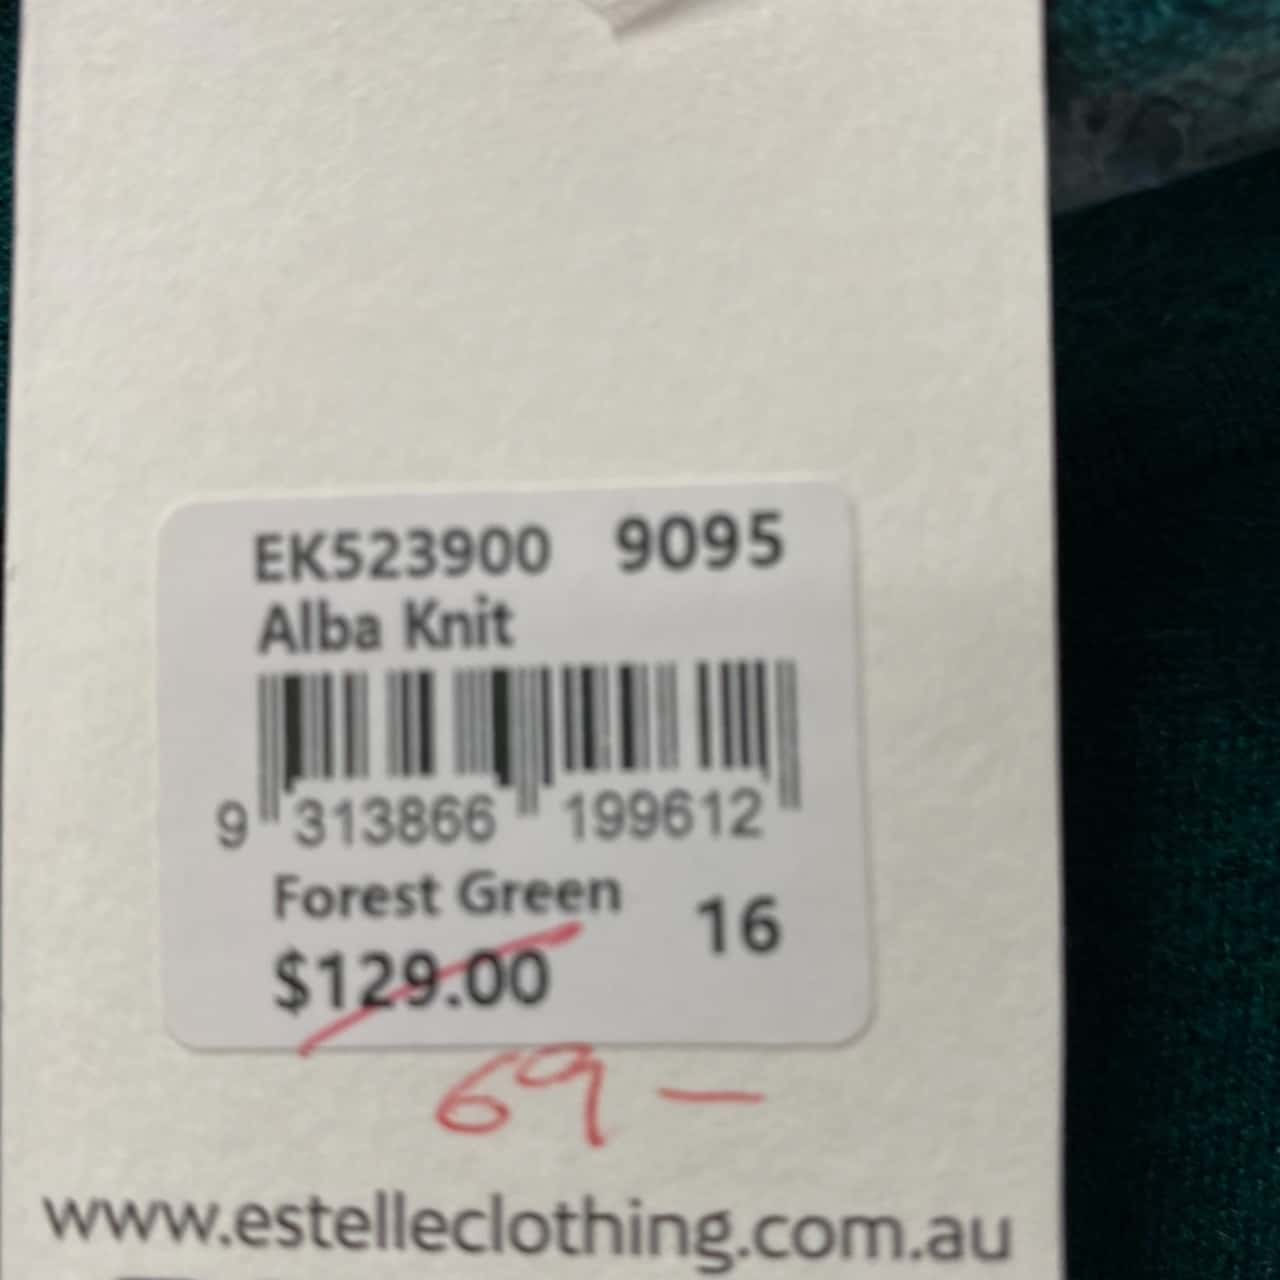 EK523900 9095
Alba Knit
9 313866 199612
Forest Green
16
$129.00
69 —
www.estelleclothing.com.au